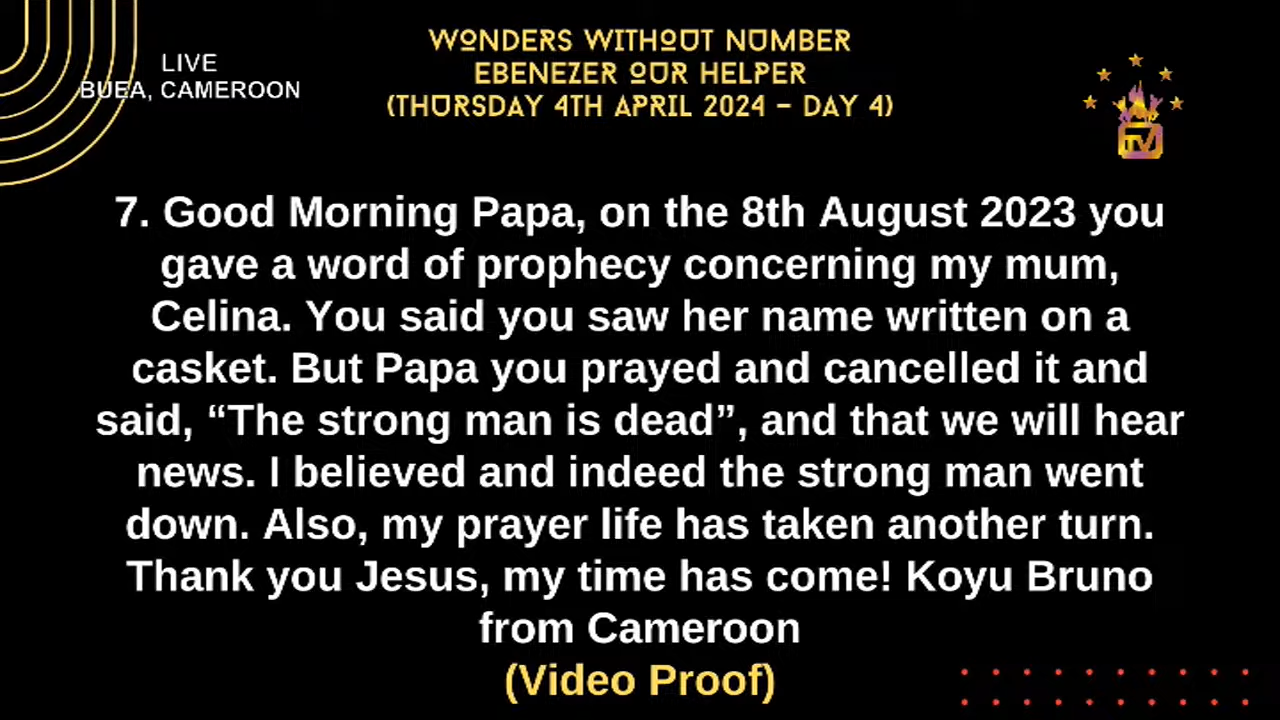 LIVE
BUEA, CAMEROON
WONDERS WITHOUT NUMBER
EBENEZER OUR HELPER
(THURSDAY 4TH APRIL 2024 – DAY 4)
TV
7. Good Morning Papa, on the 8th August 2023 you
gave a word of prophecy concerning my mum,
Celina. You said you saw her name written on a
casket. But Papa you prayed and cancelled it and
said, “The strong man is dead”, and that we will hear
news. I believed and indeed the strong man went
down. Also, my prayer life has taken another turn.
Thank you Jesus, my time has come! Koyu Bruno
from Cameroon
(Video Proof)